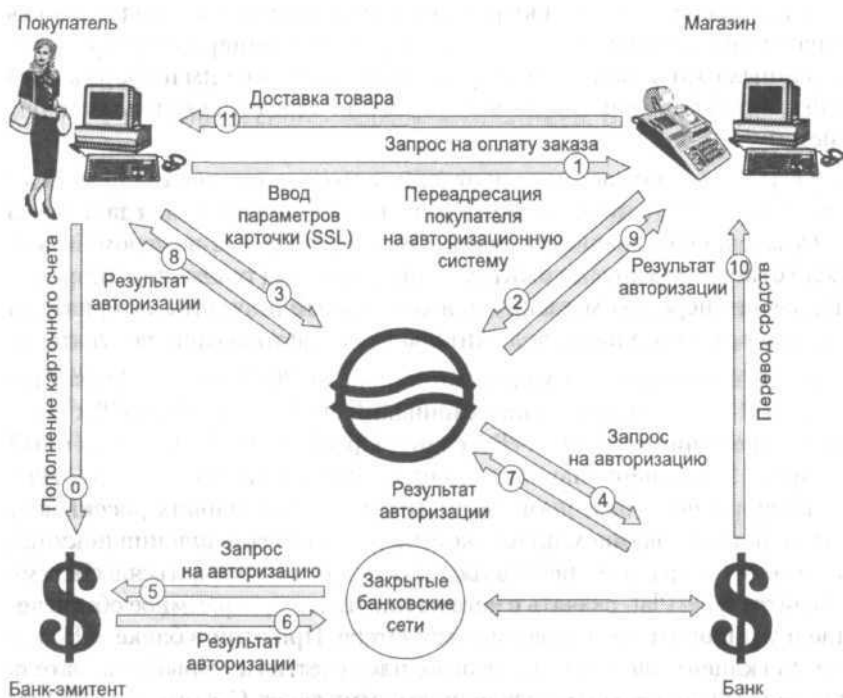 Покупатель
Магазин
11
Доставка товара
Запрос на оплату заказа
1
Ввод
параметров
карточки (SSL)
Переадресация
покупателя
на авторизационную
систему
8
9
Результат
авторизации
3
2
Результат
авторизации
10
Пополнение карточного счета
0
Перевод средств
Запрос
на авторизацию
7
4
Результат
авторизации
Запрос
на авторизацию
5
6
Результат
авторизации
Закрытые
банковские
сети
Банк-эмитент
Банк